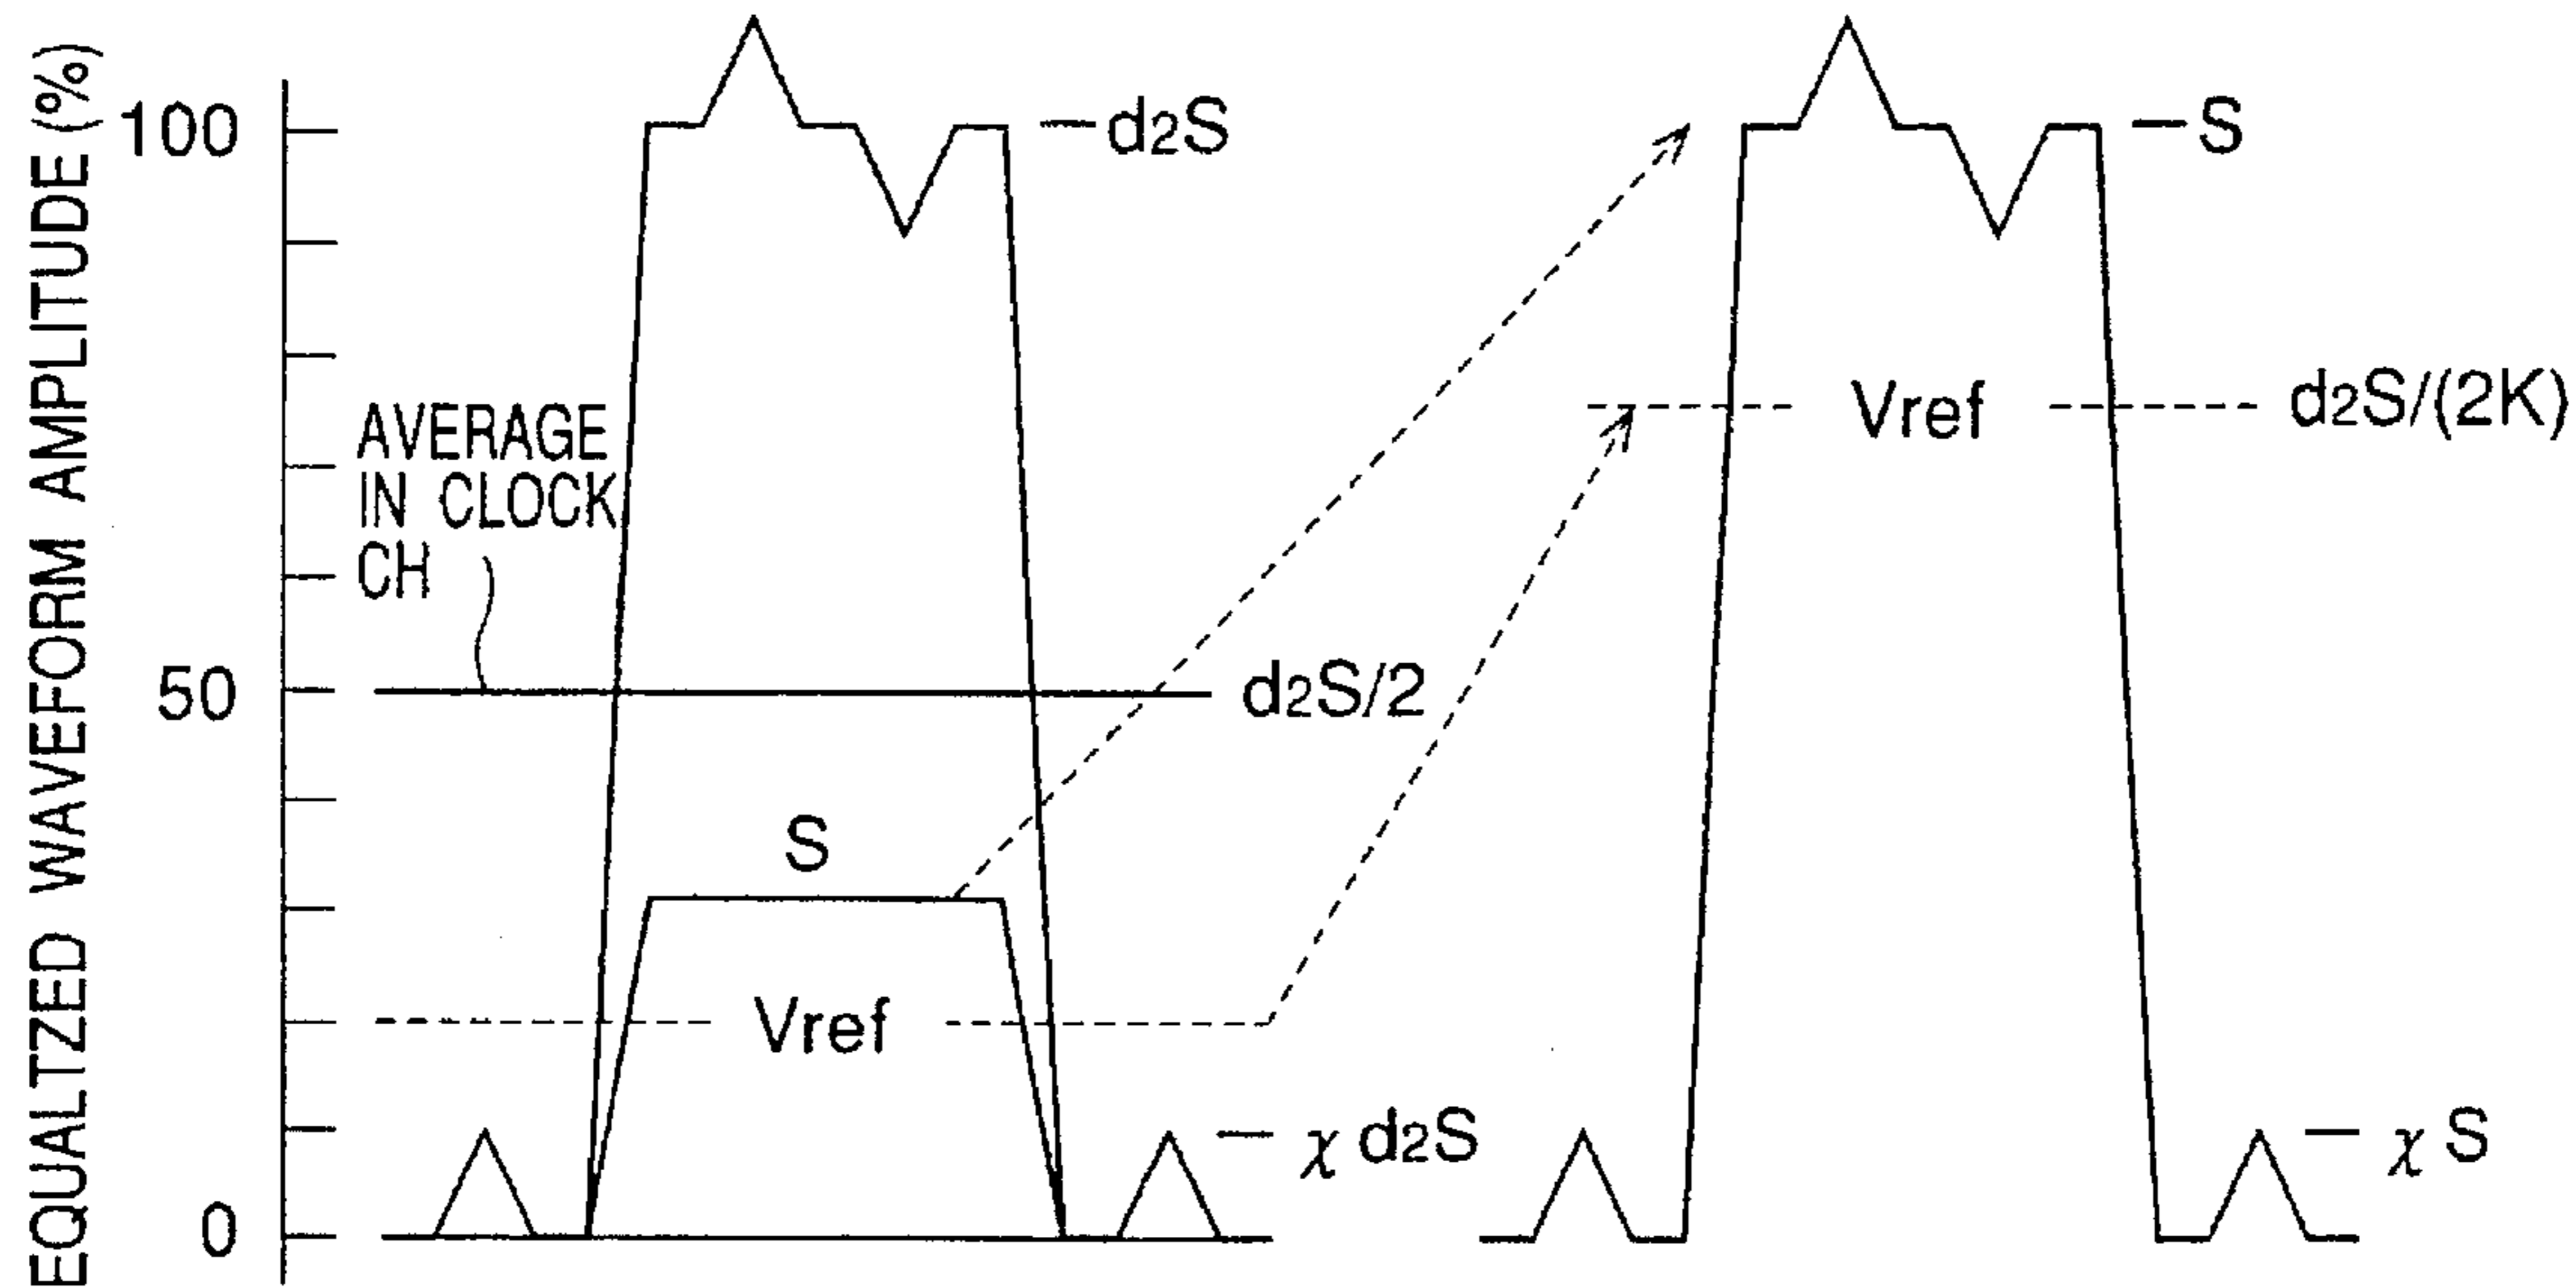 EQUALTZED WAVEFORM AMPLITUDE (%)
100
50
0
d2S
AVERAGE
IN CLOCK
CH
d2S/2
S
Vref
χ d2S
S
Vref
d2S/(2K)
χ S